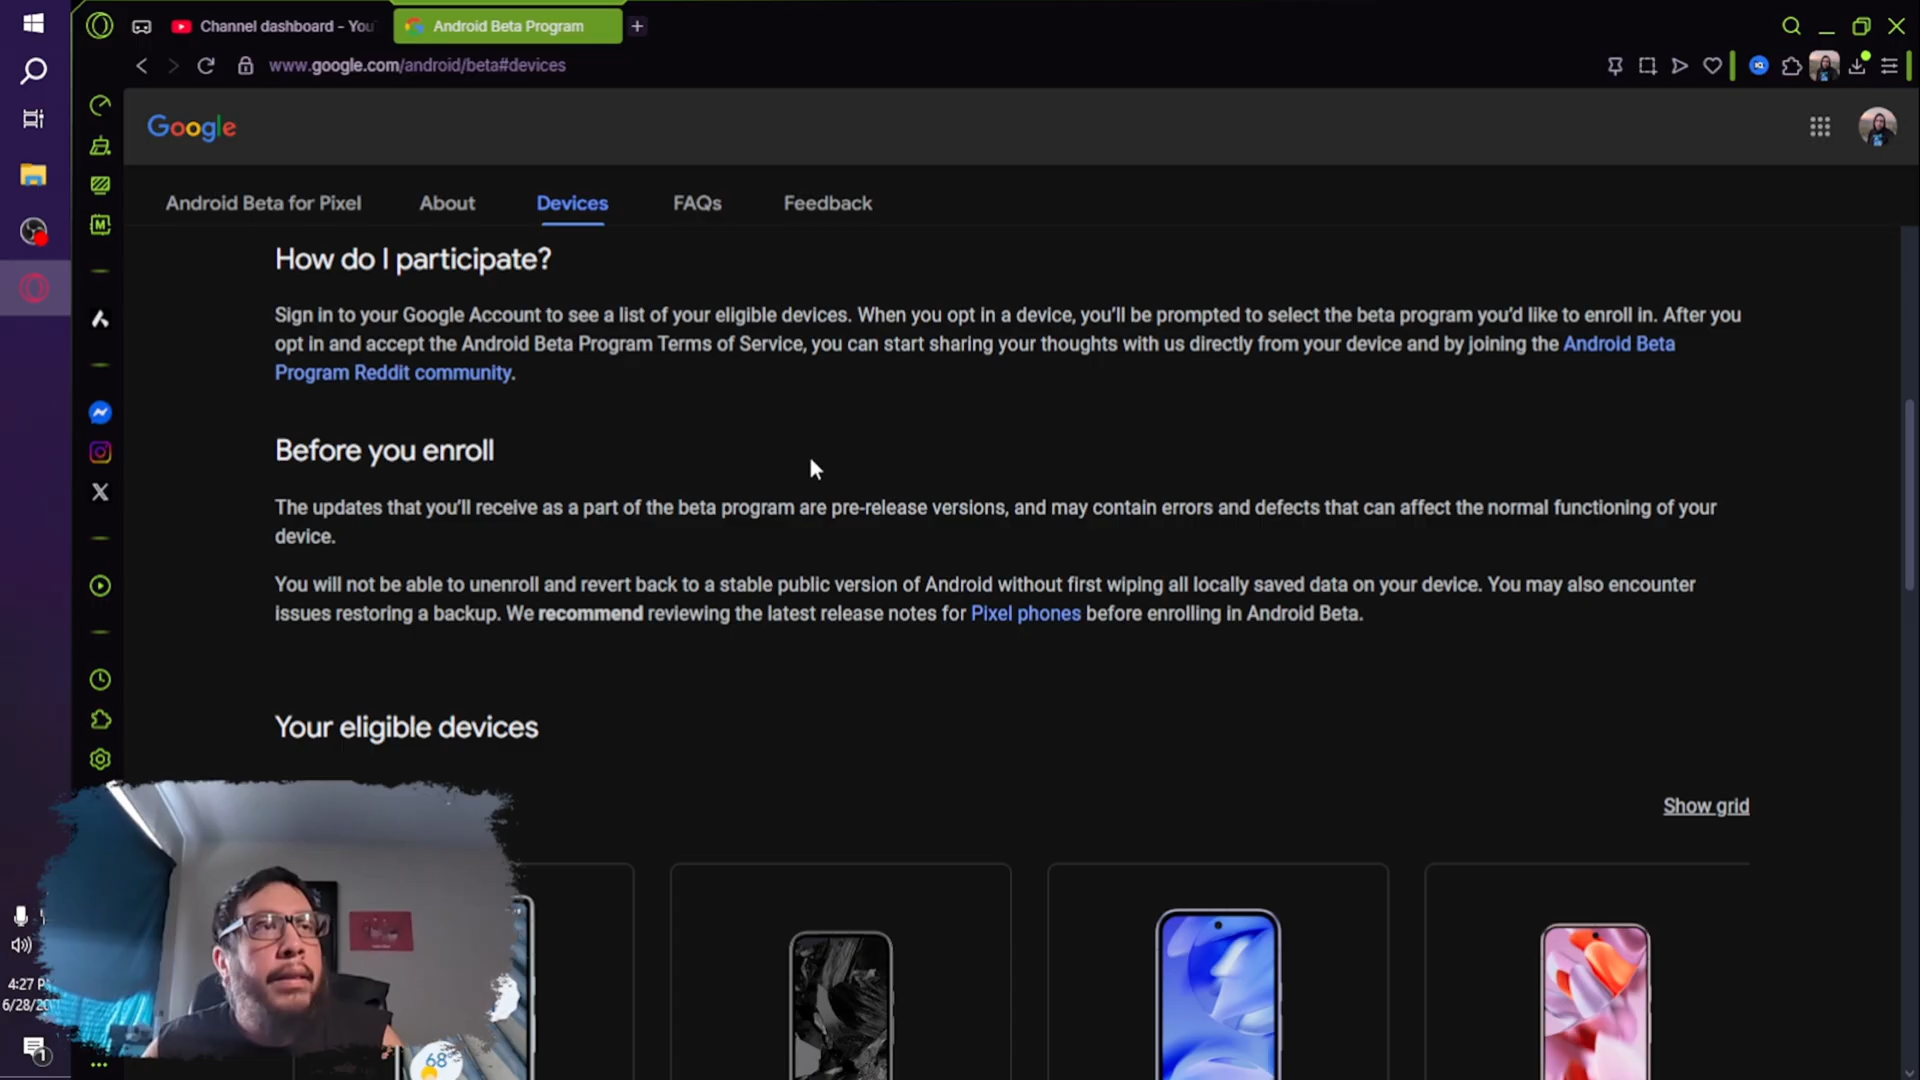 Channel dashboard - You
Android Beta Program
www.google.com/android/beta#devices
Google
Android Beta for Pixel
About
Devices
FAQs
Feedback
How do I participate?
Sign in to your Google Account to see a list of your eligible devices. When you opt in a device, you'll be prompted to select the beta program you'd like to enroll in. After you
opt in and accept the Android Beta Program Terms of Service, you can start sharing your thoughts with us directly from your device and by joining the Android Beta
Program Reddit community.
Before you enroll
The updates that you'll receive as a part of the beta program are pre-release versions, and may contain errors and defects that can affect the normal functioning of your
device.
You will not be able to unenroll and revert back to a stable public version of Android without first wiping all locally saved data on your device. You may also encounter
issues restoring a backup. We recommend reviewing the latest release notes for Pixel phones before enrolling in Android Beta.
Your eligible devices
Show grid
4:27 P
6/28/20
1
68°